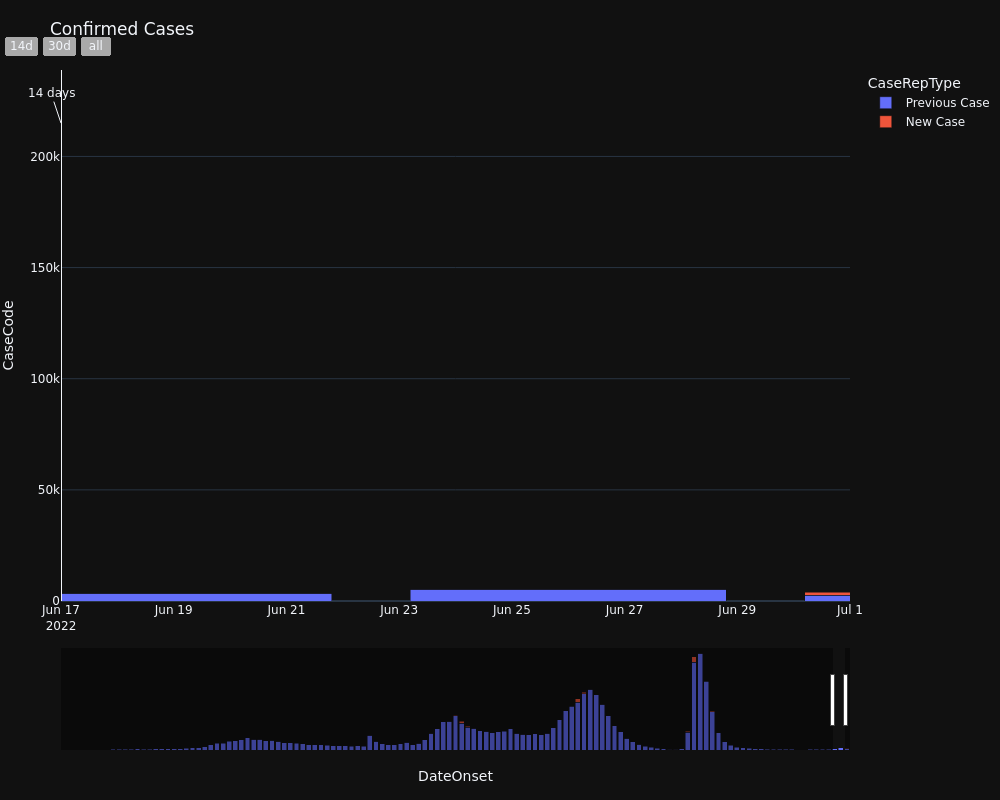 Confirmed Cases
14d 30d all
14 days
CaseRepType
Previous Case
New Case
200k
150k
100k
50k
0
CaseCode
Jun 17 Jun 19 Jun 21 Jun 23 Jun 25 Jun 27 Jun 29 Jul 1
2022
DateOnset